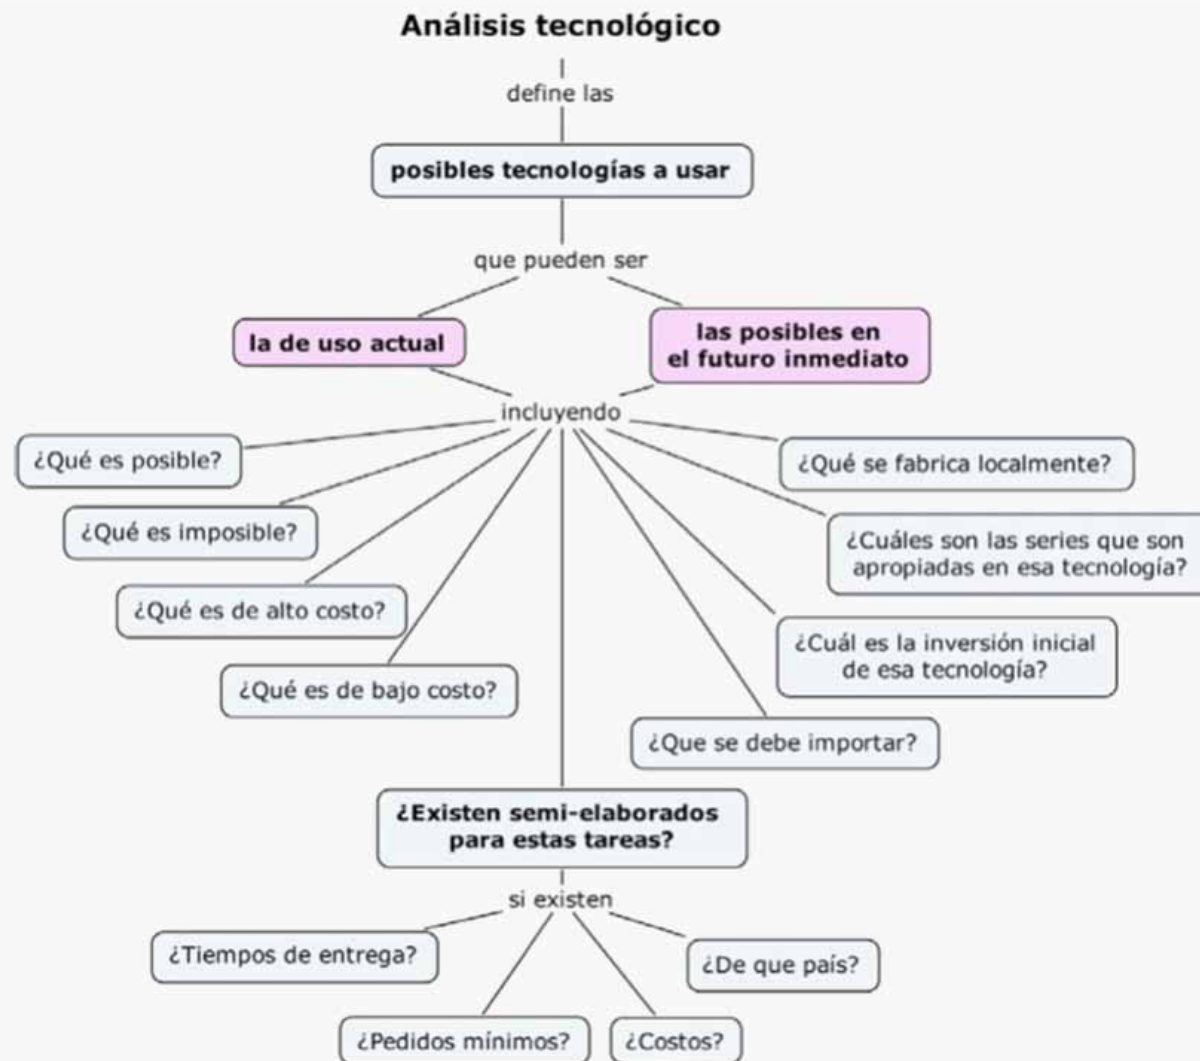 Análisis tecnológico
define las
posibles tecnologías a usar
que pueden ser
la de uso actual
las posibles en
el futuro inmediato
incluyendo
¿Qué es posible?
¿Qué es imposible?
¿Qué es de alto costo?
¿Qué es de bajo costo?
¿Qué se fabrica localmente?
¿Cuáles son las series que son
apropiadas en esa tecnología?
¿Cuál es la inversión inicial
de esa tecnología?
¿Que se debe importar?
¿Existen semi-elaborados
para estas tareas?
si existen
¿Tiempos de entrega?
¿Pedidos mínimos?
¿Costos?
¿De que país?